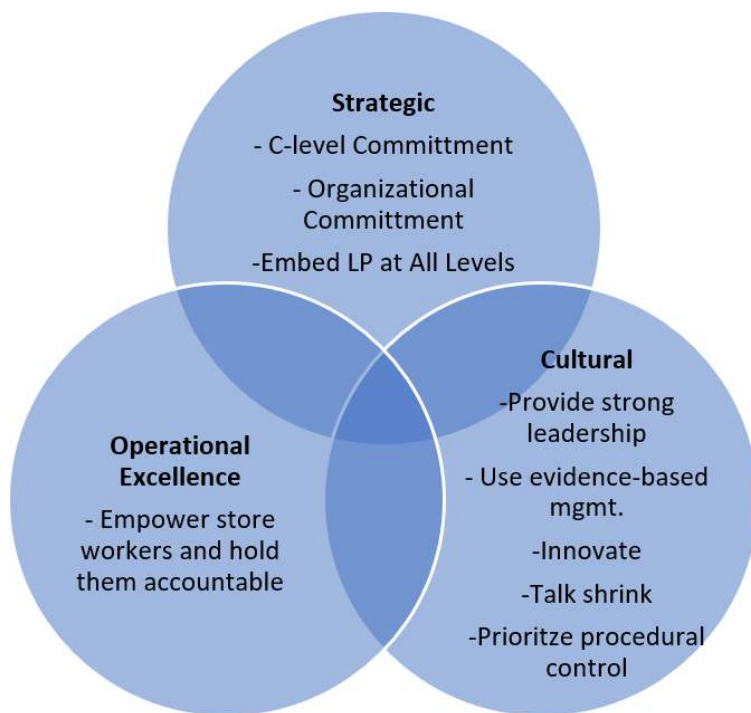 Strategic
- C-level Committment
- Organizational
Committment
-Embed LP at All Levels
Operational
Excellence
- Empower store
workers and hold
them accountable
Cultural
-Provide strong
leadership
- Use evidence-based
mgmt.
-Innovate
-Talk shrink
-Prioritze procedural
control